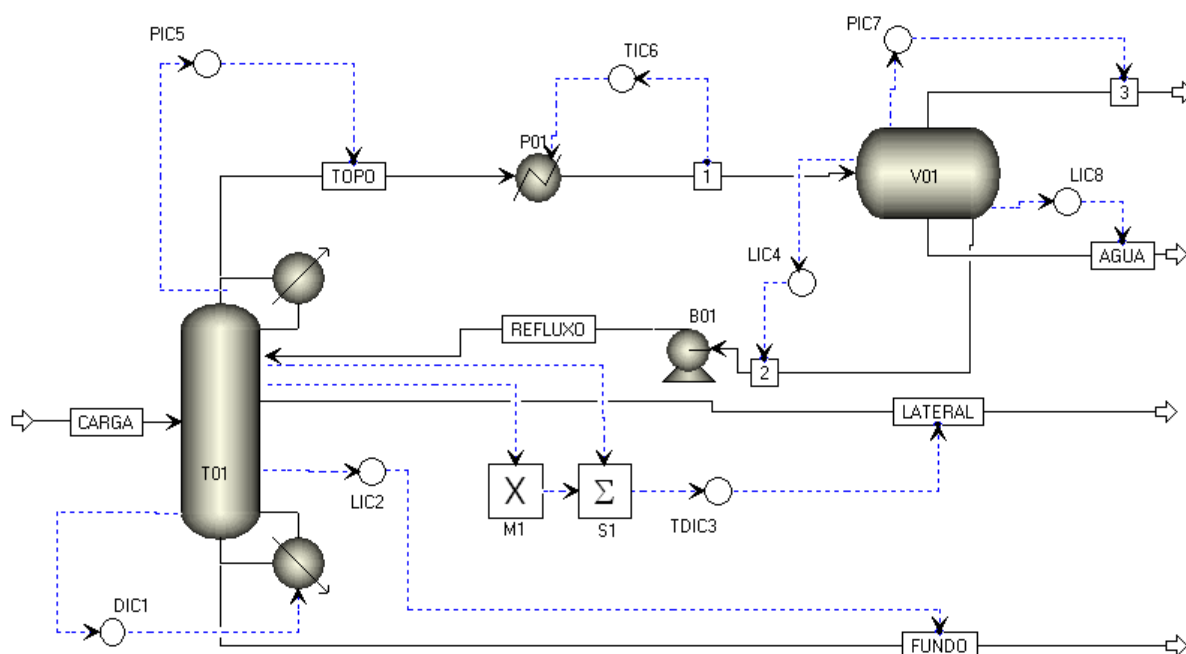 PIC5
TIC6
PIC7
3
P01
TOPO
1
V01
LIC8
AGUA
LIC4
B01
REFLUXO
2
CARGA
LATERAL
T01
LIC2
X
Σ
M1
S1
TDIC3
DIC1
FUNDO